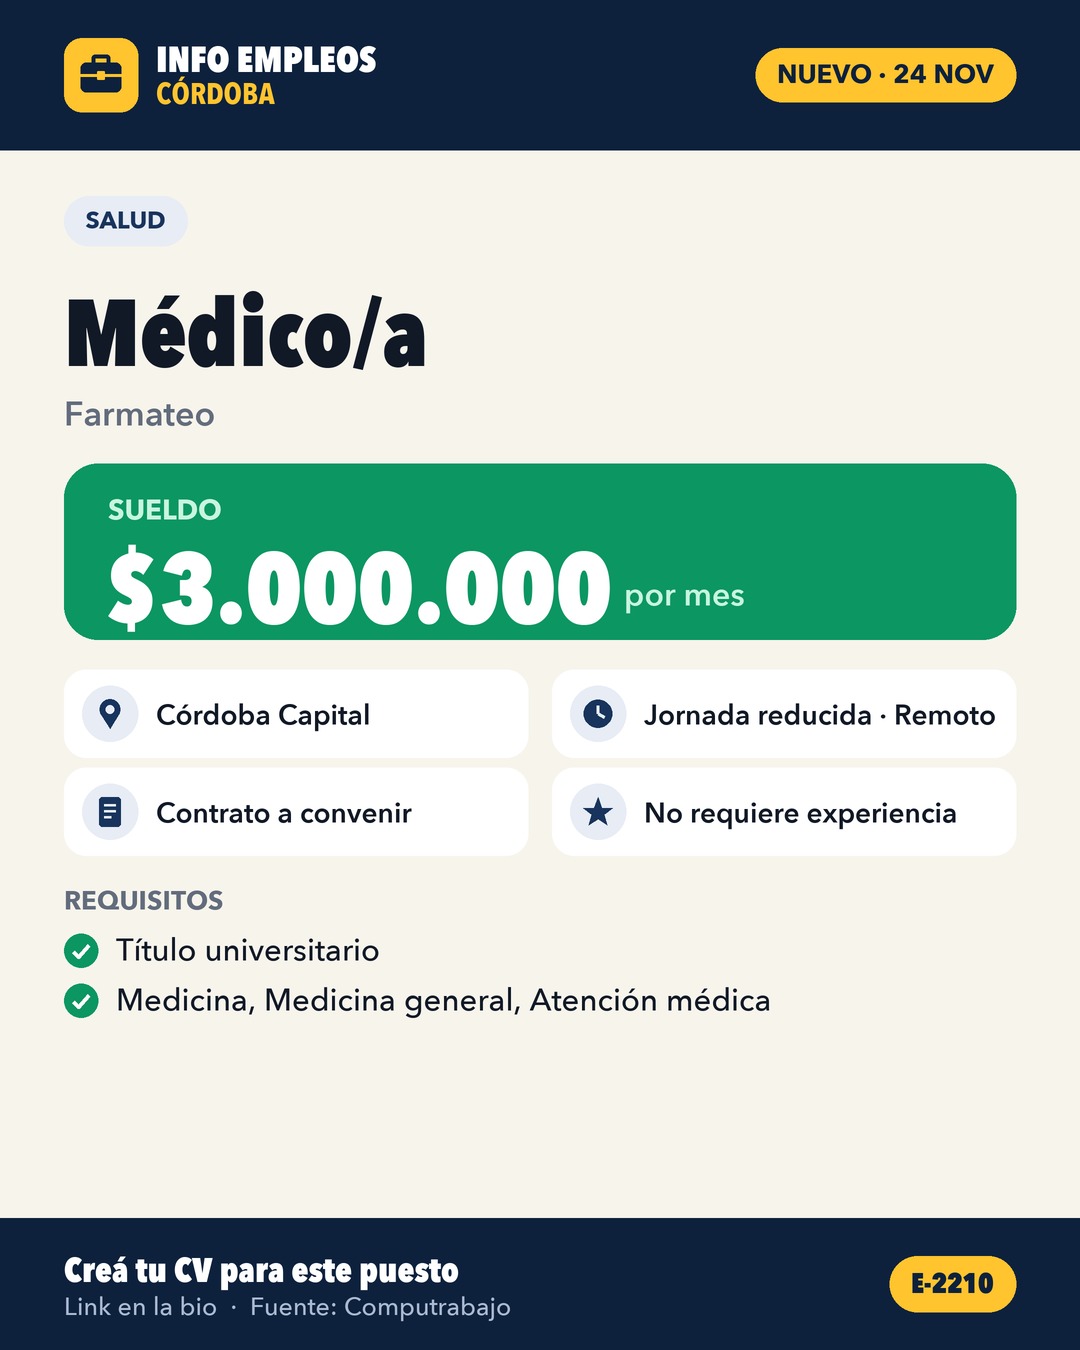 INFO EMPLEOS
CÓRDOBA
NUEVO · 24 NOV
SALUD
Médico/a
Farmateo
SUELDO
$3.000.000 por mes
Córdoba Capital
Jornada reducida · Remoto
Contrato a convenir
No requiere experiencia
REQUISITOS
Título universitario
Medicina, Medicina general, Atención médica
Creá tu CV para este puesto
Link en la bio · Fuente: Computrabajo
E-2210